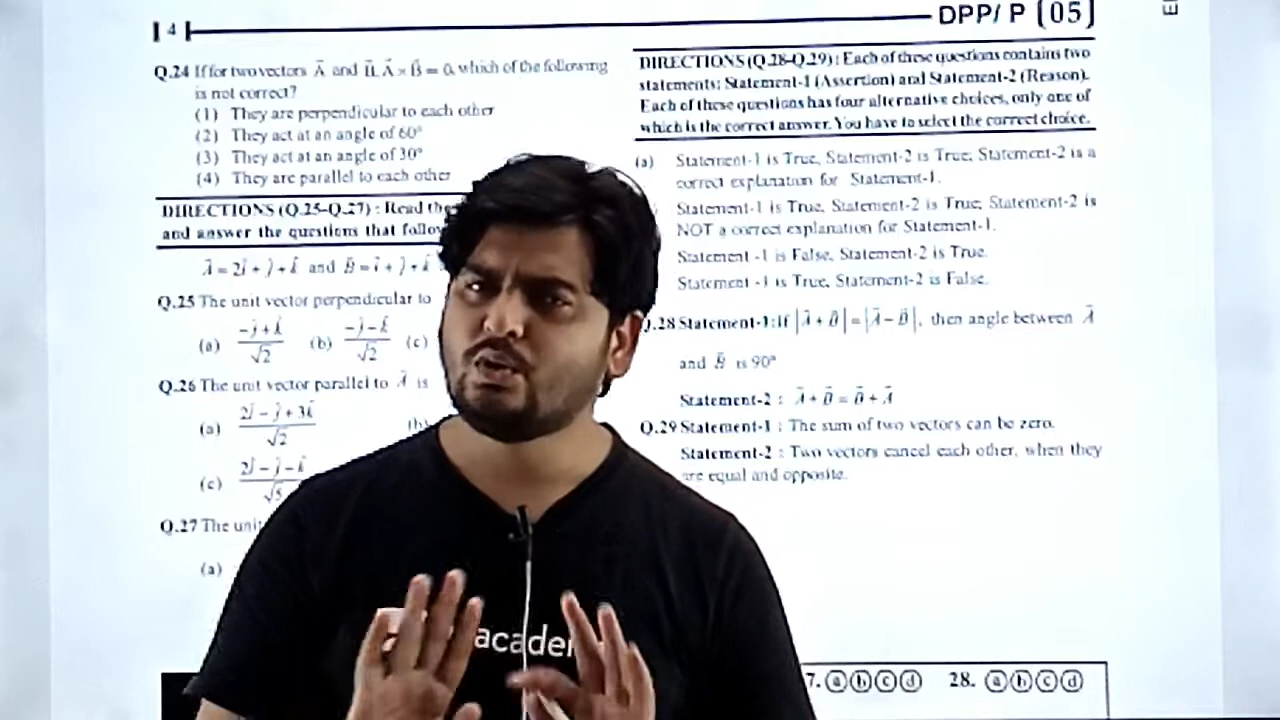 4
DPP/ P [05]
Q.24 If for two vectors A⃗ and B⃗, A⃗ × B⃗ = 0, which of the following
is not correct?
(1) They are perpendicular to each other
(2) They act at an angle of 60°
(3) They act at an angle of 30°
(4) They are parallel to each other
DIRECTIONS (Q.25-Q.27) : Read the
and answer the questions that follow
A⃗ = 2î + ĵ + k̂ and B⃗ = î + ĵ + k̂
Q.25 The unit vector perpendicular to
(a) (-ĵ + k̂)/√2 (b) (-ĵ - k̂)/√2 (c)
Q.26 The unit vector parallel to A⃗ is
(a) (2î - ĵ + 3k̂)/√2 (b)
(c) (2î - ĵ - k̂)/√5
Q.27 The unit
(a)
DIRECTIONS (Q.28-Q.29) : Each of these questions contains two
statements: Statement-1 (Assertion) and Statement-2 (Reason).
Each of these questions has four alternative choices, only one of
which is the correct answer. You have to select the correct choice.
(a) Statement-1 is True, Statement-2 is True; Statement-2 is a
correct explanation for Statement-1.
Statement-1 is True, Statement-2 is True; Statement-2 is
NOT a correct explanation for Statement-1.
Statement -1 is False, Statement-2 is True.
Statement -1 is True, Statement-2 is False.
Q.28 Statement-1: If |A⃗ + B⃗| = |A⃗ - B⃗|, then angle between A⃗
and B⃗ is 90°
Statement-2 : A⃗ + B⃗ = B⃗ + A⃗
Q.29 Statement-1 : The sum of two vectors can be zero.
Statement-2 : Two vectors cancel each other, when they
are equal and opposite.
7. ⓐ ⓑ ⓒ ⓓ 28. ⓐ ⓑ ⓒ ⓓ
academ